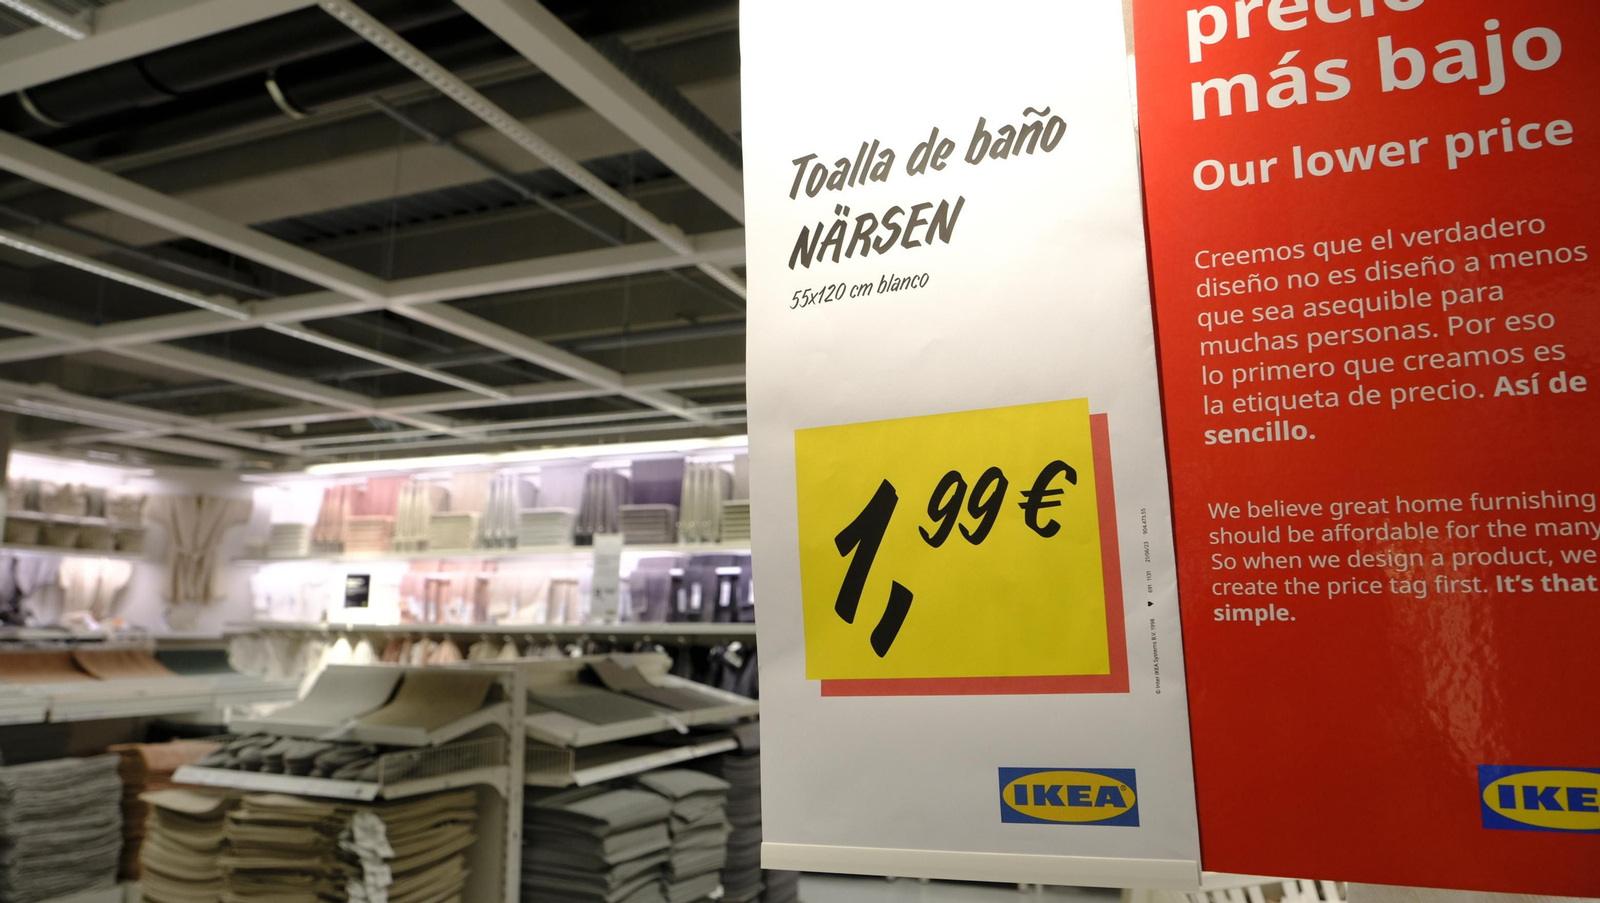 Toalla de baño
NÄRSEN
55x120 cm blanco
1,99 €
IKEA
más bajo
Our lower price
Creemos que el verdadero
diseño no es diseño a menos
que sea asequible para
muchas personas. Por eso
lo primero que creamos es
la etiqueta de precio. Así de
sencillo.
We believe great home furnishing
should be affordable for the many
So when we design a product, we
create the price tag first. It's that
simple.